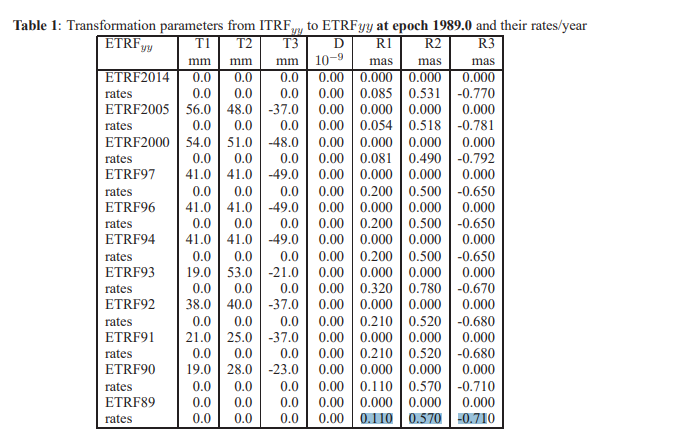 Table 1: Transformation parameters from ITRFyy to ETRFyy at epoch 1989.0 and their rates/year
ETRFyy T1 T2 T3 D R1 R2 R3
mm mm mm 10−9 mas mas mas
ETRF2014 0.0 0.0 0.0 0.00 0.000 0.000 0.000
rates 0.0 0.0 0.0 0.00 0.085 0.531 -0.770
ETRF2005 56.0 48.0 -37.0 0.00 0.000 0.000 0.000
rates 0.0 0.0 0.0 0.00 0.054 0.518 -0.781
ETRF2000 54.0 51.0 -48.0 0.00 0.000 0.000 0.000
rates 0.0 0.0 0.0 0.00 0.081 0.490 -0.792
ETRF97 41.0 41.0 -49.0 0.00 0.000 0.000 0.000
rates 0.0 0.0 0.0 0.00 0.200 0.500 -0.650
ETRF96 41.0 41.0 -49.0 0.00 0.000 0.000 0.000
rates 0.0 0.0 0.0 0.00 0.200 0.500 -0.650
ETRF94 41.0 41.0 -49.0 0.00 0.000 0.000 0.000
rates 0.0 0.0 0.0 0.00 0.200 0.500 -0.650
ETRF93 19.0 53.0 -21.0 0.00 0.000 0.000 0.000
rates 0.0 0.0 0.0 0.00 0.320 0.780 -0.670
ETRF92 38.0 40.0 -37.0 0.00 0.000 0.000 0.000
rates 0.0 0.0 0.0 0.00 0.210 0.520 -0.680
ETRF91 21.0 25.0 -37.0 0.00 0.000 0.000 0.000
rates 0.0 0.0 0.0 0.00 0.210 0.520 -0.680
ETRF90 19.0 28.0 -23.0 0.00 0.000 0.000 0.000
rates 0.0 0.0 0.0 0.00 0.110 0.570 -0.710
ETRF89 0.0 0.0 0.0 0.00 0.000 0.000 0.000
rates 0.0 0.0 0.0 0.00 0.110 0.570 -0.710